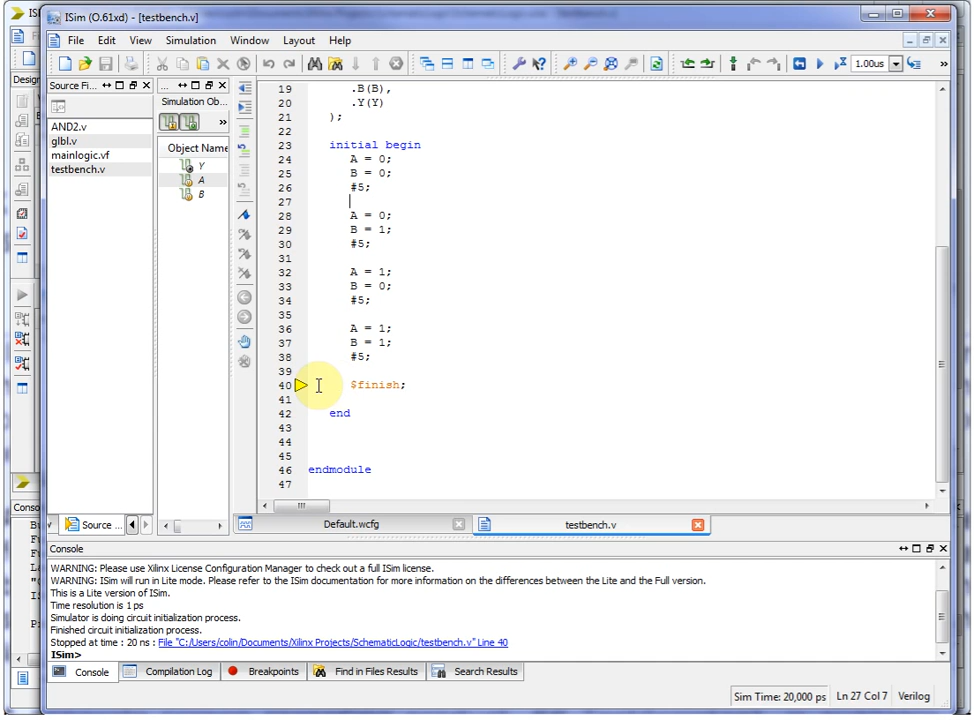 ISim (O.61xd) - [testbench.v]
File Edit View Simulation Window Layout Help
1.00us
»
Design
Source Fi...
...
Simulation Ob...
»
AND2.v
glbl.v
mainlogic.vf
testbench.v
Object Name
Y
A
B
19 .B(B),
20 .Y(Y)
21 );
22
23 initial begin
24 A = 0;
25 B = 0;
26 #5;
27
28 A = 0;
29 B = 1;
30 #5;
31
32 A = 1;
33 B = 0;
34 #5;
35
36 A = 1;
37 B = 1;
38 #5;
39
40 $finish;
41
42 end
43
44
45
46 endmodule
47
Source ...
Default.wcfg
testbench.v
Conso
Console
WARNING: Please use Xilinx License Configuration Manager to check out a full ISim license.
WARNING: ISim will run in Lite mode. Please refer to the ISim documentation for more information on the differences between the Lite and the Full version.
This is a Lite version of ISim.
Time resolution is 1 ps
Simulator is doing circuit initialization process.
Finished circuit initialization process.
Stopped at time : 20 ns : File "C:/Users/colin/Documents/Xilinx Projects/SchematicLogic/testbench.v" Line 40
ISim>
Console Compilation Log Breakpoints Find in Files Results Search Results
Sim Time: 20,000 ps Ln 27 Col 7 Verilog